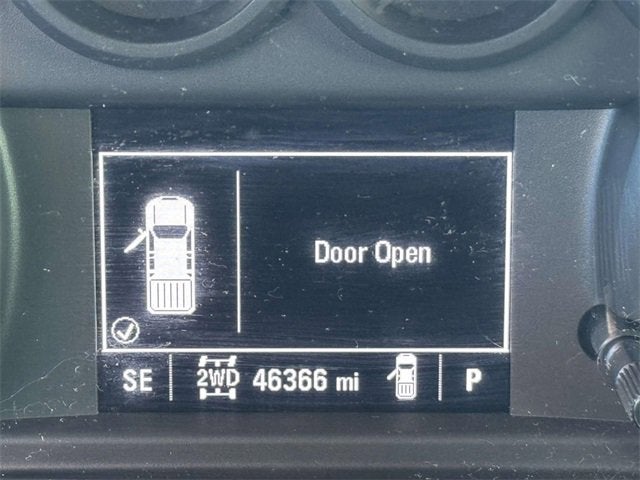 Door Open
SE 2WD 46366 mi P